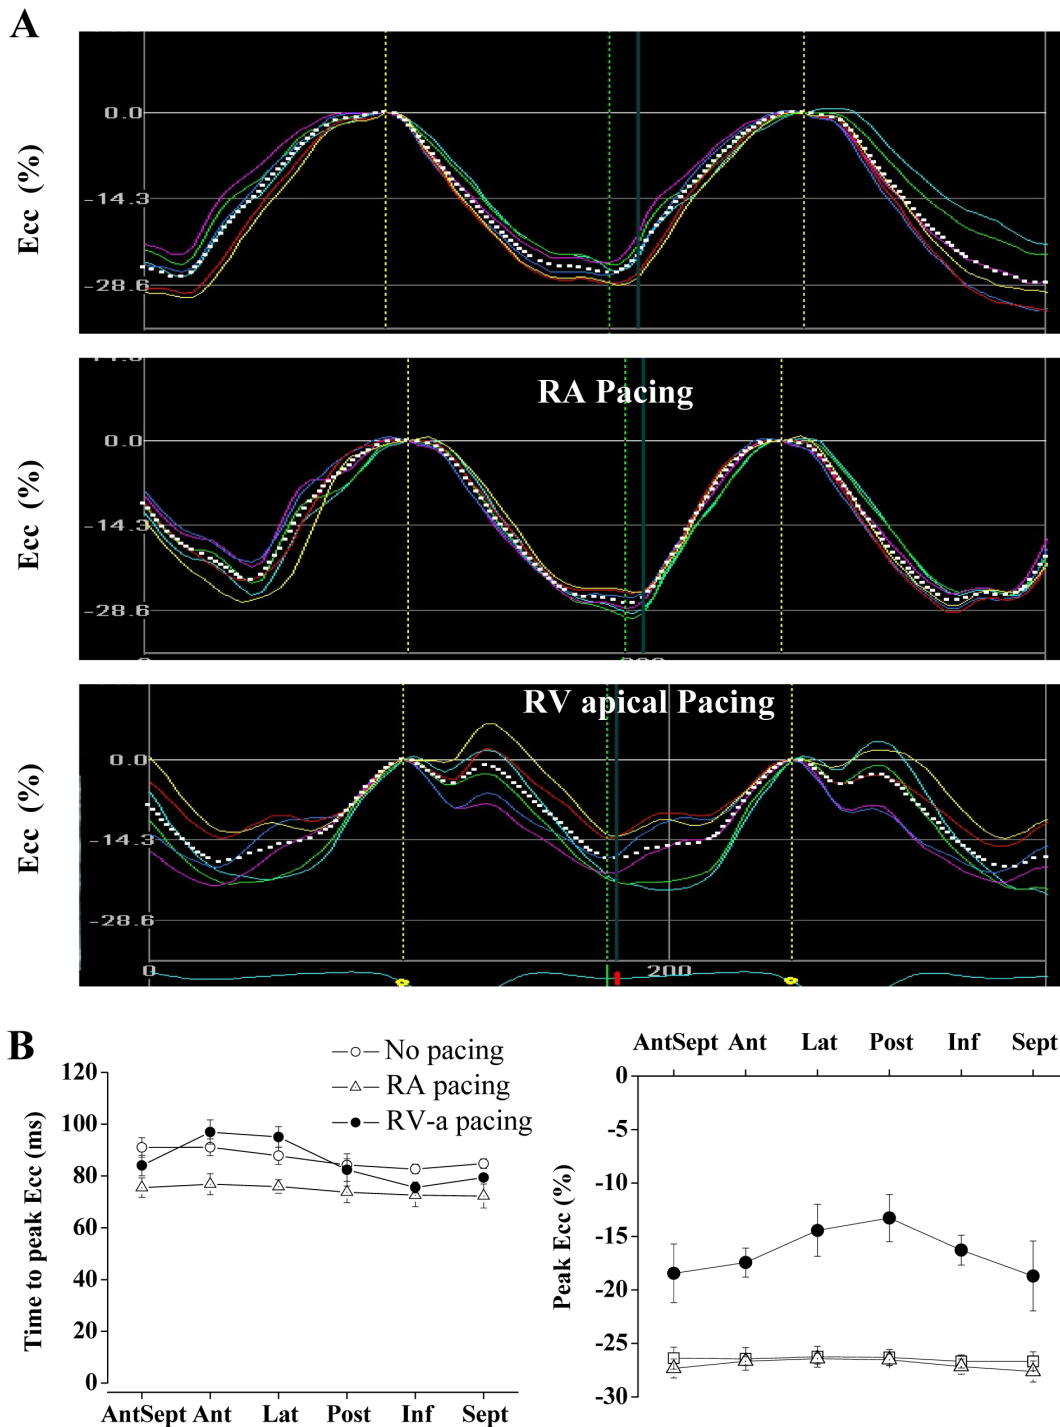 A
Ecc (%)
0.0
-14.3
-28.6
RA Pacing
Ecc (%)
0.0
-14.3
-28.6
RV apical Pacing
Ecc (%)
0.0
-14.3
-28.6
0
200
B
No pacing
RA pacing
RV-a pacing
Time to peak Ecc (ms)
120
100
80
60
40
20
0
AntSept Ant Lat Post Inf Sept
AntSept Ant Lat Post Inf Sept
Peak Ecc (%)
0
-5
-10
-15
-20
-25
-30